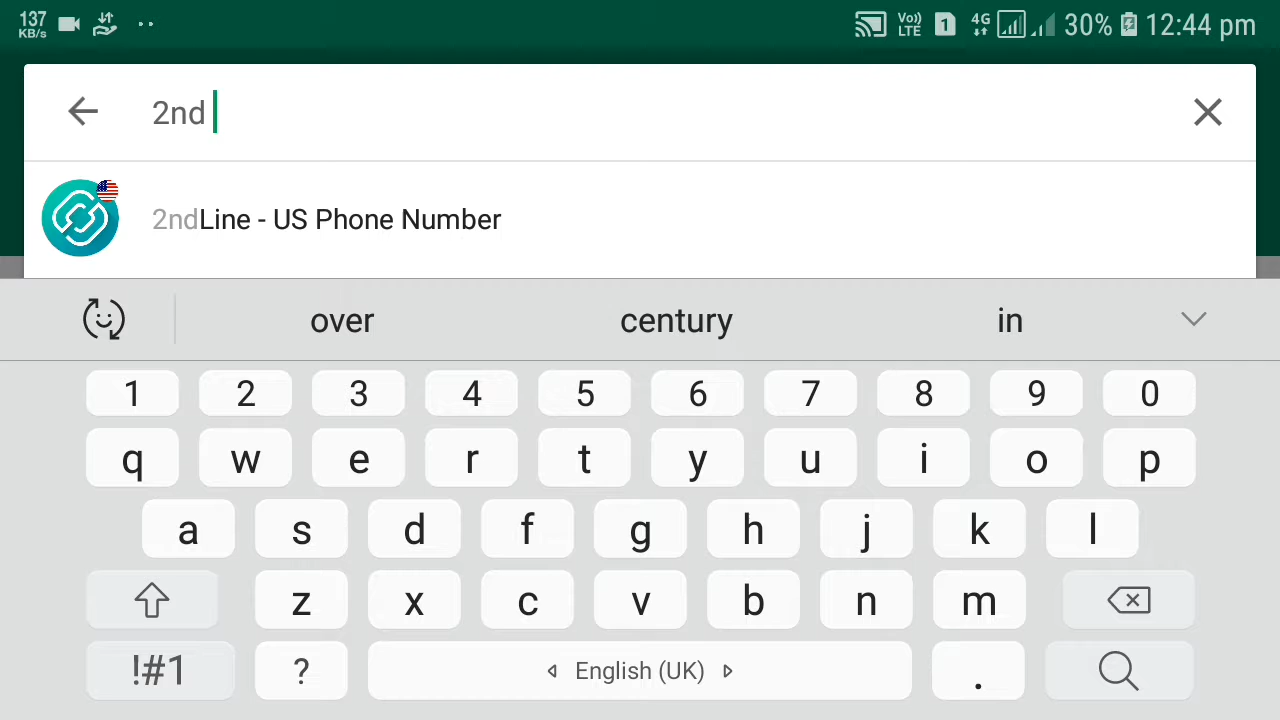 137 KB/s Vo)) LTE 1 4G 30% 12:44 pm
2nd
2ndLine - US Phone Number
over century in
1 2 3 4 5 6 7 8 9 0
q w e r t y u i o p
a s d f g h j k l
z x c v b n m
!#1 ? English (UK) .